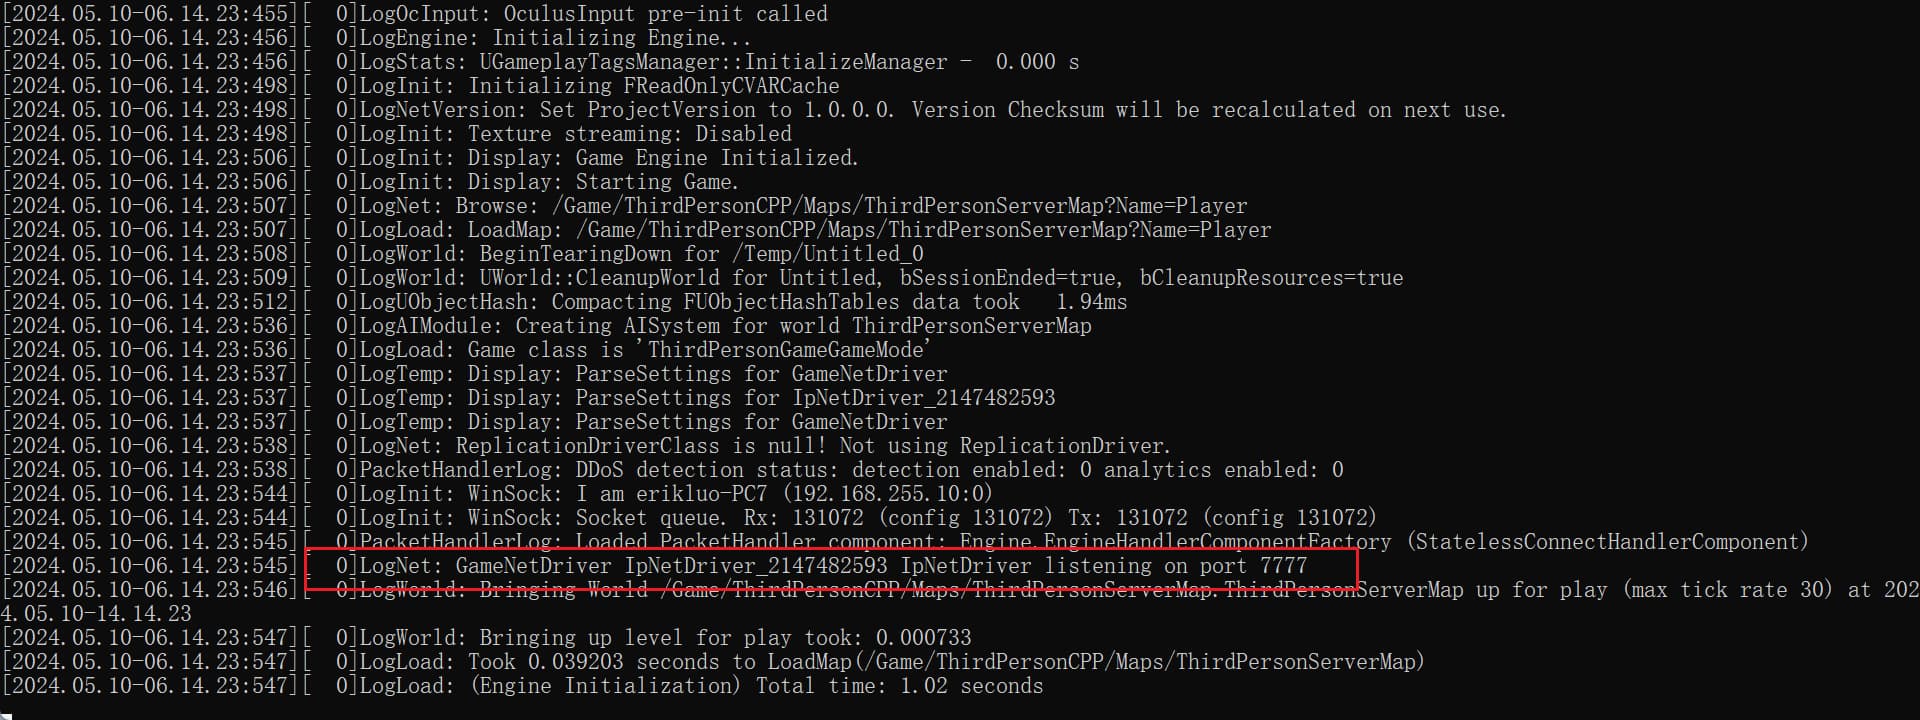 [2024.05.10-06.14.23:455][  0]LogOcInput: OculusInput pre-init called
[2024.05.10-06.14.23:456][  0]LogEngine: Initializing Engine...
[2024.05.10-06.14.23:456][  0]LogStats: UGameplayTagsManager::InitializeManager -  0.000 s
[2024.05.10-06.14.23:498][  0]LogInit: Initializing FReadOnlyCVARCache
[2024.05.10-06.14.23:498][  0]LogNetVersion: Set ProjectVersion to 1.0.0.0. Version Checksum will be recalculated on next use.
[2024.05.10-06.14.23:498][  0]LogInit: Texture streaming: Disabled
[2024.05.10-06.14.23:506][  0]LogInit: Display: Game Engine Initialized.
[2024.05.10-06.14.23:506][  0]LogInit: Display: Starting Game.
[2024.05.10-06.14.23:507][  0]LogNet: Browse: /Game/ThirdPersonCPP/Maps/ThirdPersonServerMap?Name=Player
[2024.05.10-06.14.23:507][  0]LogLoad: LoadMap: /Game/ThirdPersonCPP/Maps/ThirdPersonServerMap?Name=Player
[2024.05.10-06.14.23:508][  0]LogWorld: BeginTearingDown for /Temp/Untitled_0
[2024.05.10-06.14.23:509][  0]LogWorld: UWorld::CleanupWorld for Untitled, bSessionEnded=true, bCleanupResources=true
[2024.05.10-06.14.23:512][  0]LogUObjectHash: Compacting FUObjectHashTables data took   1.94ms
[2024.05.10-06.14.23:536][  0]LogAIModule: Creating AISystem for world ThirdPersonServerMap
[2024.05.10-06.14.23:536][  0]LogLoad: Game class is 'ThirdPersonGameGameMode'
[2024.05.10-06.14.23:537][  0]LogTemp: Display: ParseSettings for GameNetDriver
[2024.05.10-06.14.23:537][  0]LogTemp: Display: ParseSettings for IpNetDriver_2147482593
[2024.05.10-06.14.23:537][  0]LogTemp: Display: ParseSettings for GameNetDriver
[2024.05.10-06.14.23:538][  0]LogNet: ReplicationDriverClass is null! Not using ReplicationDriver.
[2024.05.10-06.14.23:538][  0]PacketHandlerLog: DDoS detection status: detection enabled: 0 analytics enabled: 0
[2024.05.10-06.14.23:544][  0]LogInit: WinSock: I am erikluo-PC7 (192.168.255.10:0)
[2024.05.10-06.14.23:544][  0]LogInit: WinSock: Socket queue. Rx: 131072 (config 131072) Tx: 131072 (config 131072)
[2024.05.10-06.14.23:545][  0]PacketHandlerLog: Loaded PacketHandler component: Engine.EngineHandlerComponentFactory (StatelessConnectHandlerComponent)
[2024.05.10-06.14.23:545][  0]LogNet: GameNetDriver IpNetDriver_2147482593 IpNetDriver listening on port 7777
[2024.05.10-06.14.23:546][  0]LogWorld: Bringing World /Game/ThirdPersonCPP/Maps/ThirdPersonServerMap.ThirdPersonServerMap up for play (max tick rate 30) at 202
4.05.10-14.14.23
[2024.05.10-06.14.23:547][  0]LogWorld: Bringing up level for play took: 0.000733
[2024.05.10-06.14.23:547][  0]LogLoad: Took 0.039203 seconds to LoadMap(/Game/ThirdPersonCPP/Maps/ThirdPersonServerMap)
[2024.05.10-06.14.23:547][  0]LogLoad: (Engine Initialization) Total time: 1.02 seconds